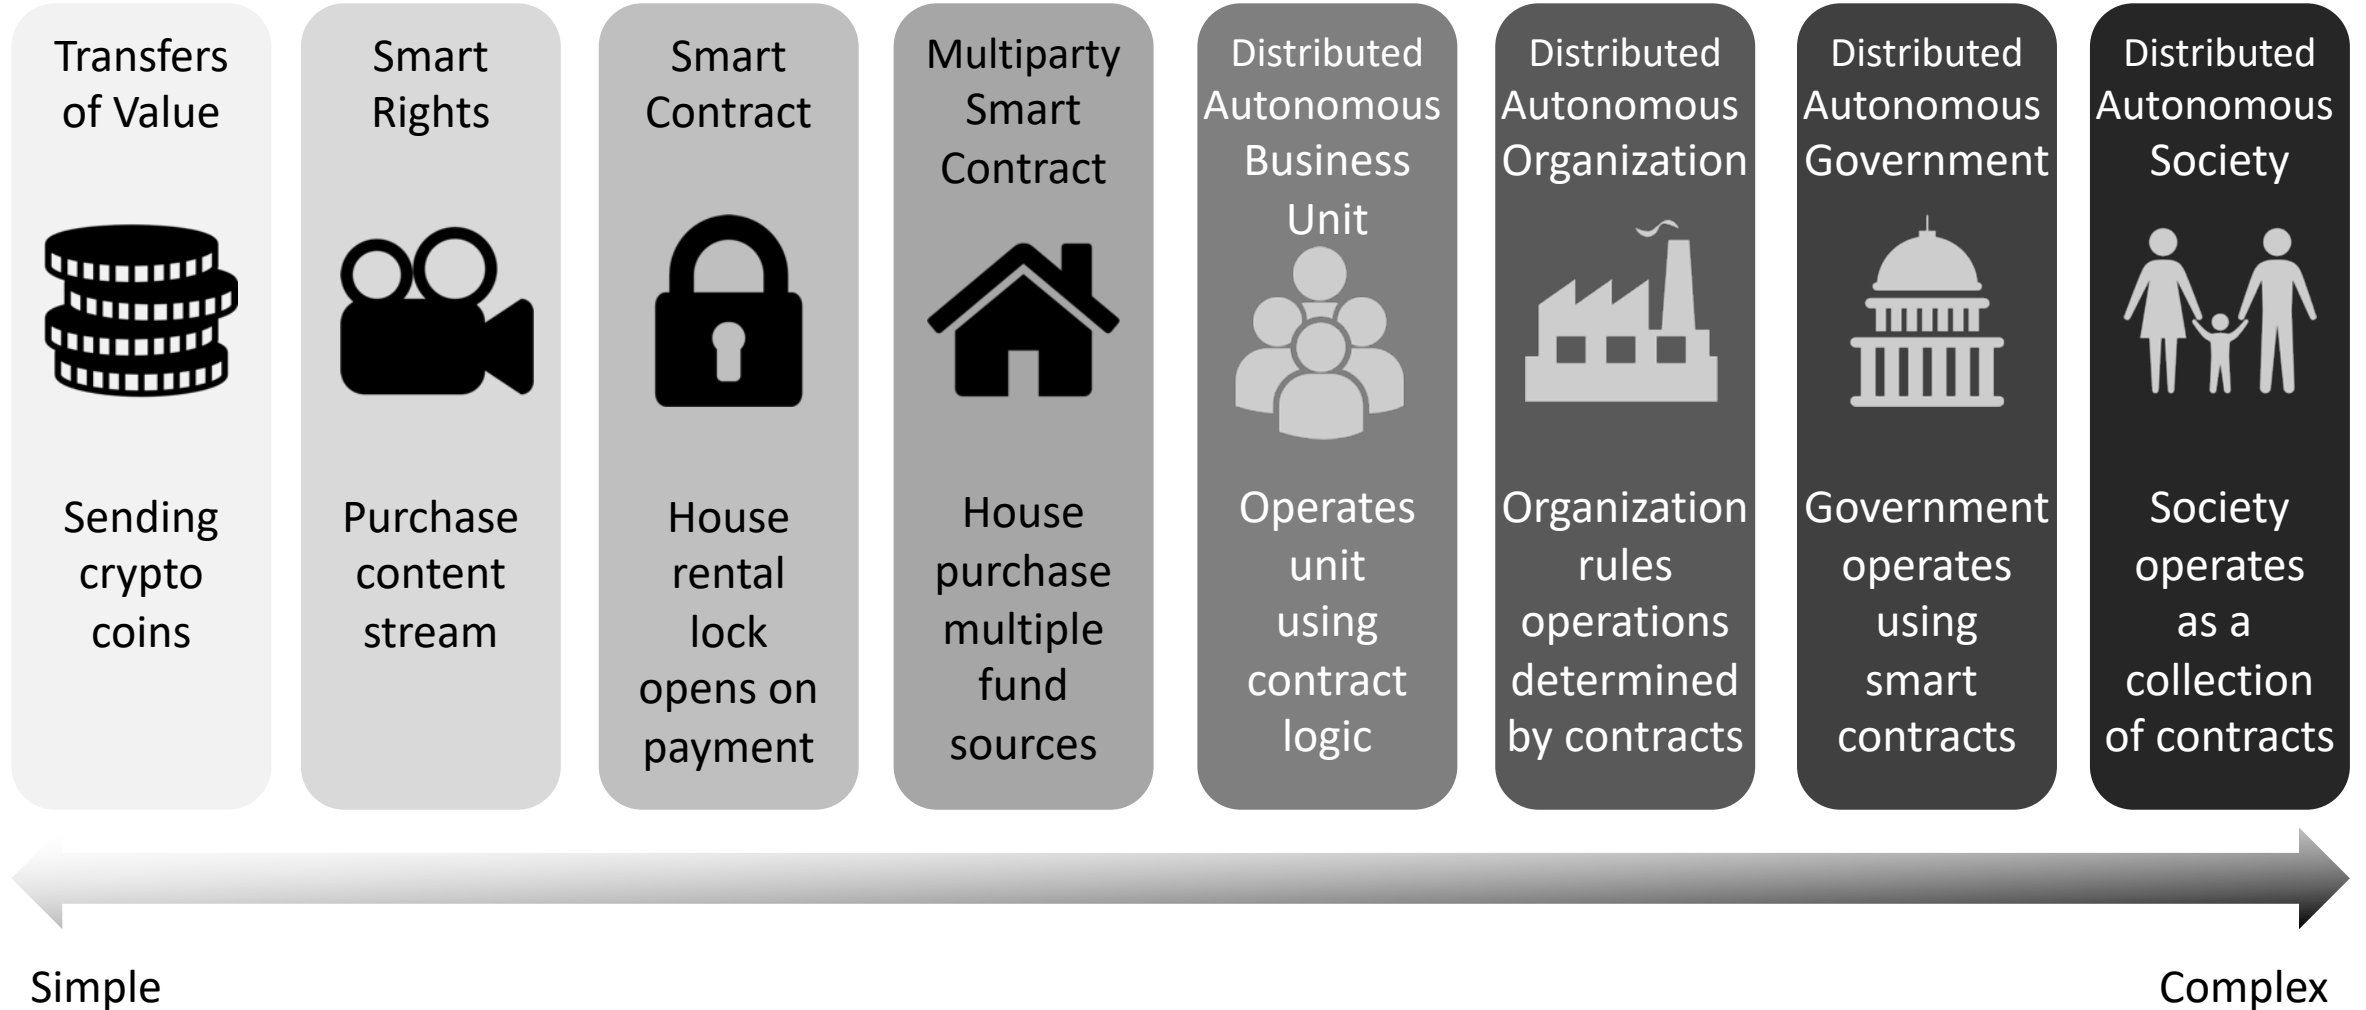 Transfers
of Value
Sending
crypto
coins
Smart
Rights
Purchase
content
stream
Smart
Contract
House
rental
lock
opens on
payment
Multiparty
Smart
Contract
House
purchase
multiple
fund
sources
Distributed
Autonomous
Business
Unit
Operates
unit
using
contract
logic
Distributed
Autonomous
Organization
Organization
rules
operations
determined
by contracts
Distributed
Autonomous
Government
Government
operates
using
smart
contracts
Distributed
Autonomous
Society
Society
operates
as a
collection
of contracts
Simple
Complex